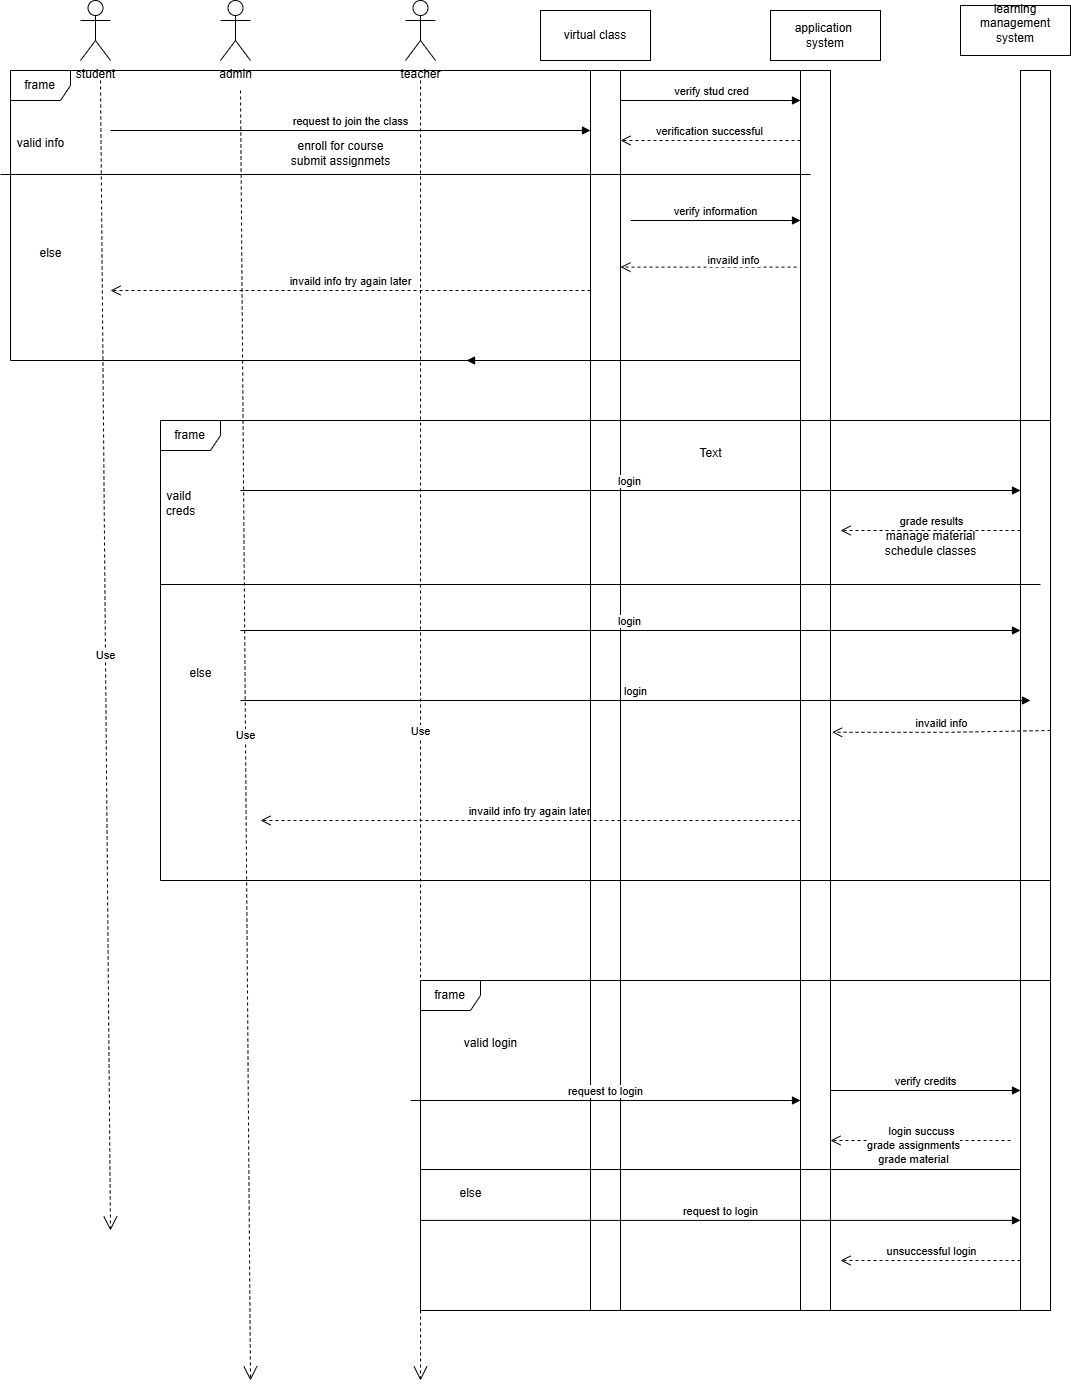 student
admin
teacher
virtual class
application
system
learning
management
system
frame
verify stud cred
request to join the class
verification successful
valid info
enroll for course
submit assignmets
verify information
else
invaild info
invaild info try again later
frame
Text
login
vaild
creds
grade results
manage material
schedule classes
login
Use
else
login
invaild info
Use
Use
invaild info try again later
frame
valid login
verify credits
request to login
login succuss
grade assignments
grade material
else
request to login
unsuccessful login